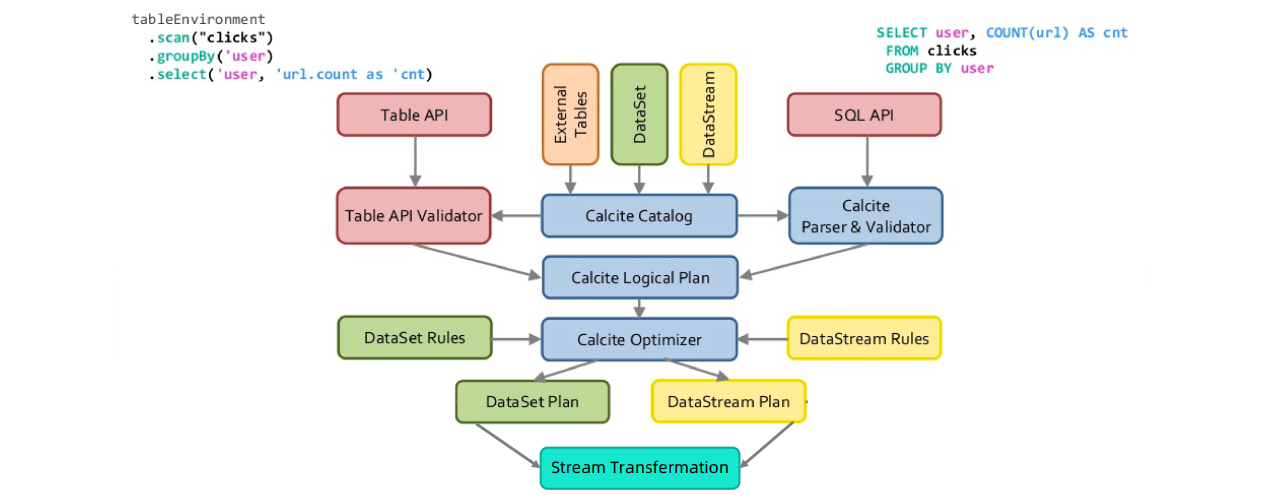 tableEnvironment
.scan("clicks")
.groupBy('user)
.select('user, 'url.count as 'cnt)
SELECT user, COUNT(url) AS cnt
FROM clicks
GROUP BY user
Table API
External
Tables
DataSet
DataStream
SQL API
Table API Validator
Calcite Catalog
Calcite
Parser & Validator
Calcite Logical Plan
DataSet Rules
Calcite Optimizer
DataStream Rules
DataSet Plan
DataStream Plan
Stream Transfermation